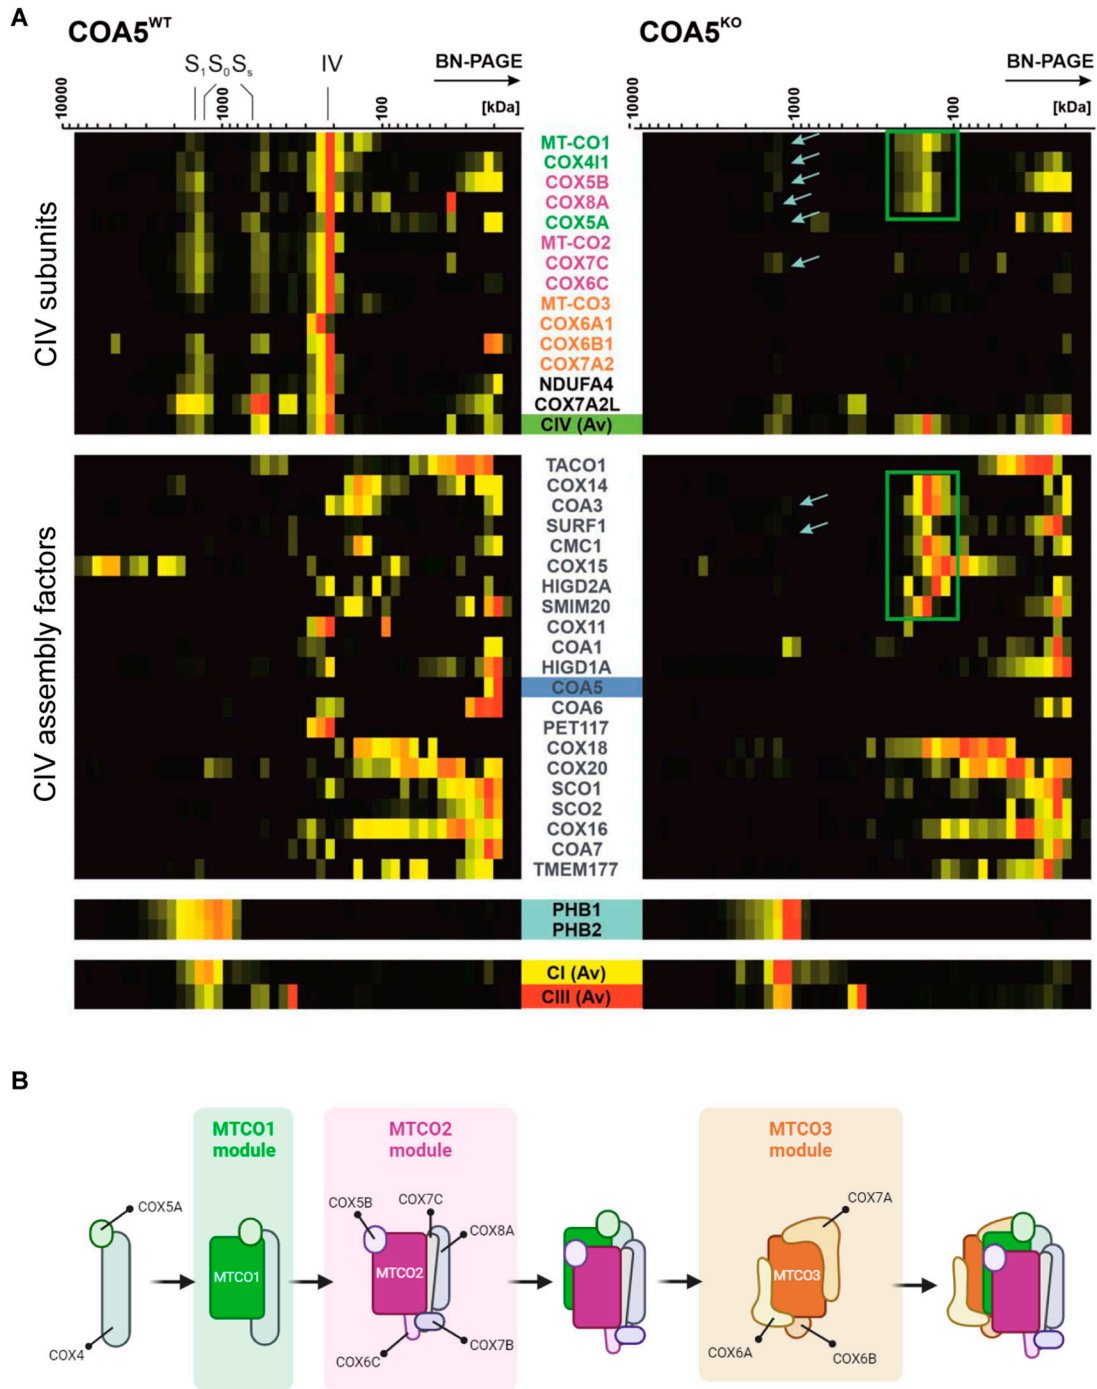 A
COA5WT
COA5KO
S1S0Ss
IV
BN-PAGE
BN-PAGE
10000
1000
100
[kDa]
10000
1000
100
[kDa]
CIV subunits
MT-CO1
COX4I1
COX5B
COX8A
COX5A
MT-CO2
COX7C
COX6C
MT-CO3
COX6A1
COX6B1
COX7A2
NDUFA4
COX7A2L
CIV (Av)
CIV assembly factors
TACO1
COX14
COA3
SURF1
CMC1
COX15
HIGD2A
SMIM20
COX11
COA1
HIGD1A
COA5
COA6
PET117
COX18
COX20
SCO1
SCO2
COX16
COA7
TMEM177
PHB1
PHB2
CI (Av)
CIII (Av)
B
MTCO1
module
MTCO2
module
MTCO3
module
COX5A
COX4
MTCO1
COX5B
COX7C
COX8A
MTCO2
COX6C
COX7B
COX7A
MTCO3
COX6A
COX6B